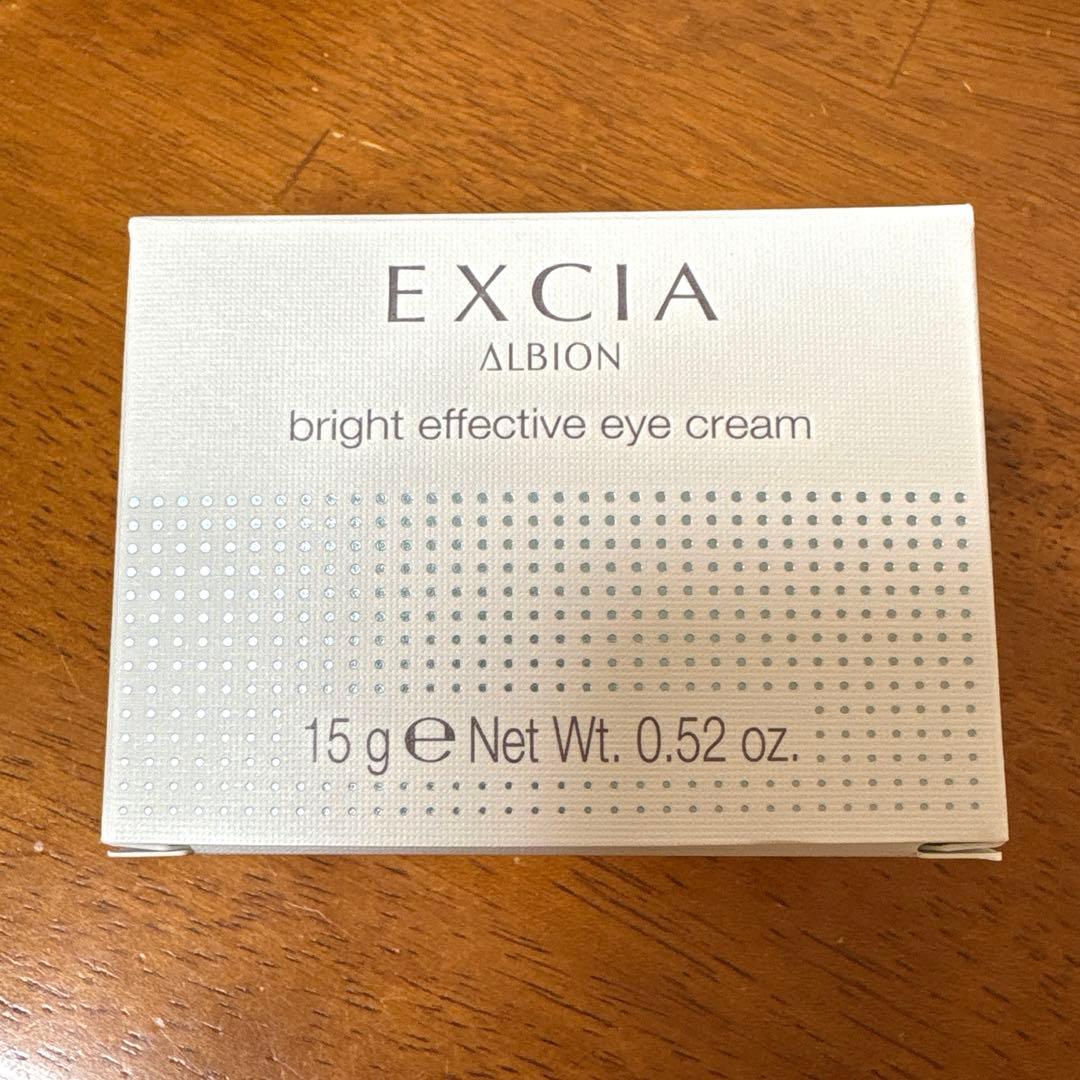 EXCIA
ALBION
bright effective eye cream
15 g ℮ Net Wt. 0.52 oz.